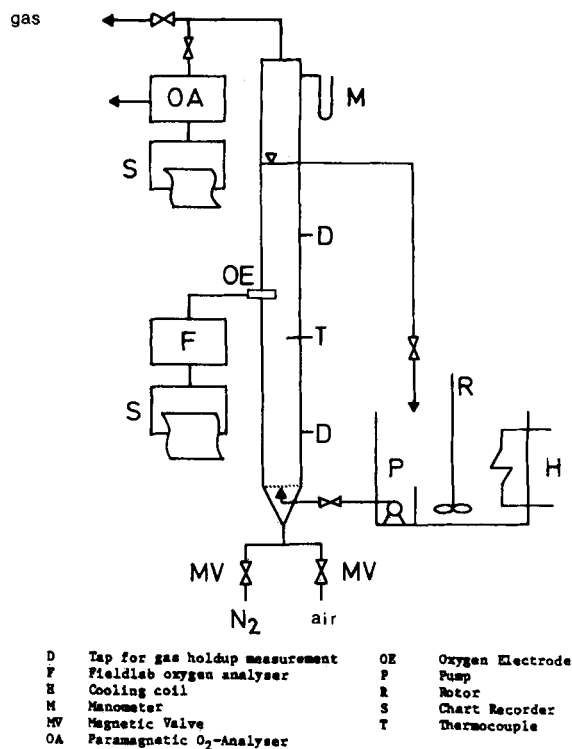 gas
OA
M
S
D
OE
F
T
S
R
D
P
H
MV
MV
N2
air
D Tap for gas holdup measurement
F Fieldlab oxygen analyser
H Cooling coil
M Manometer
MV Magnetic Valve
OA Paramagnetic O2-Analyser
OE Oxygen Electrode
P Pump
R Rotor
S Chart Recorder
T Thermocouple